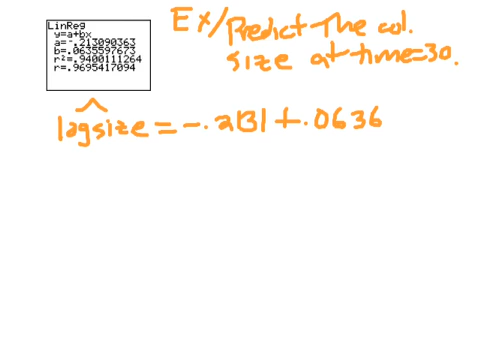 LinReg
y=a+bx
a=-.213090363
b=.0635597673
r²=.9400111264
r=.9695417094
Ex/Predict the col.
size at time=30.
logsize = -.2131 + .0636